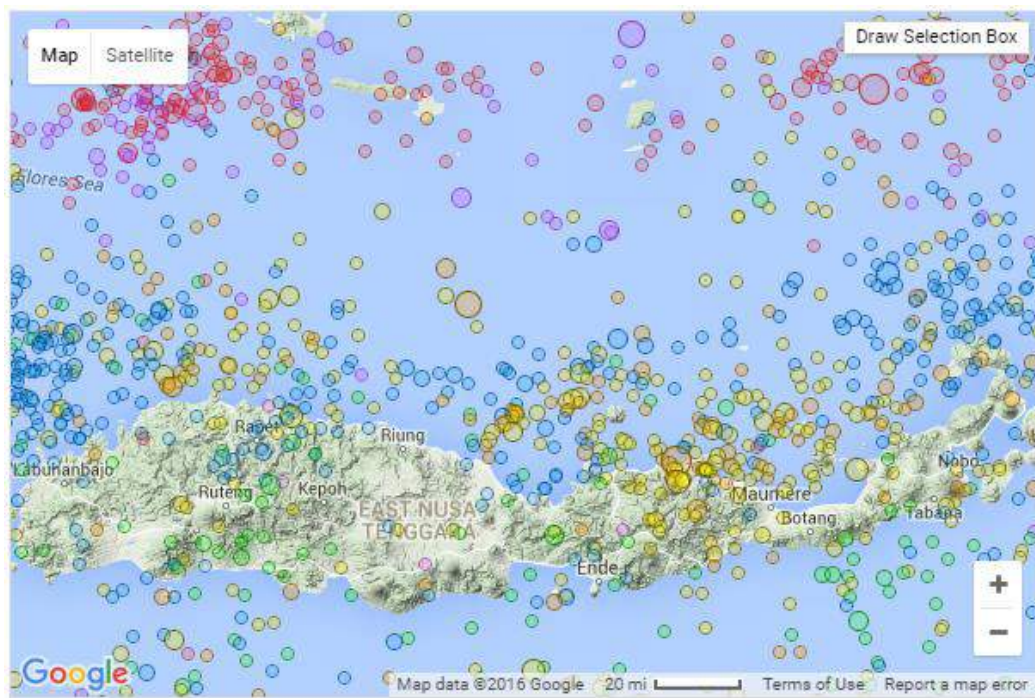 Map Satellite
Draw Selection Box
Flores Sea
Labuhanbajo
Rapet
Riung
Ruteng
Kepoh
EAST NUSA
TENGGARA
Ende
Maumere
Botang
Nobo
Tabana
+
−
Google
Map data ©2016 Google 20 mi Terms of Use Report a map error